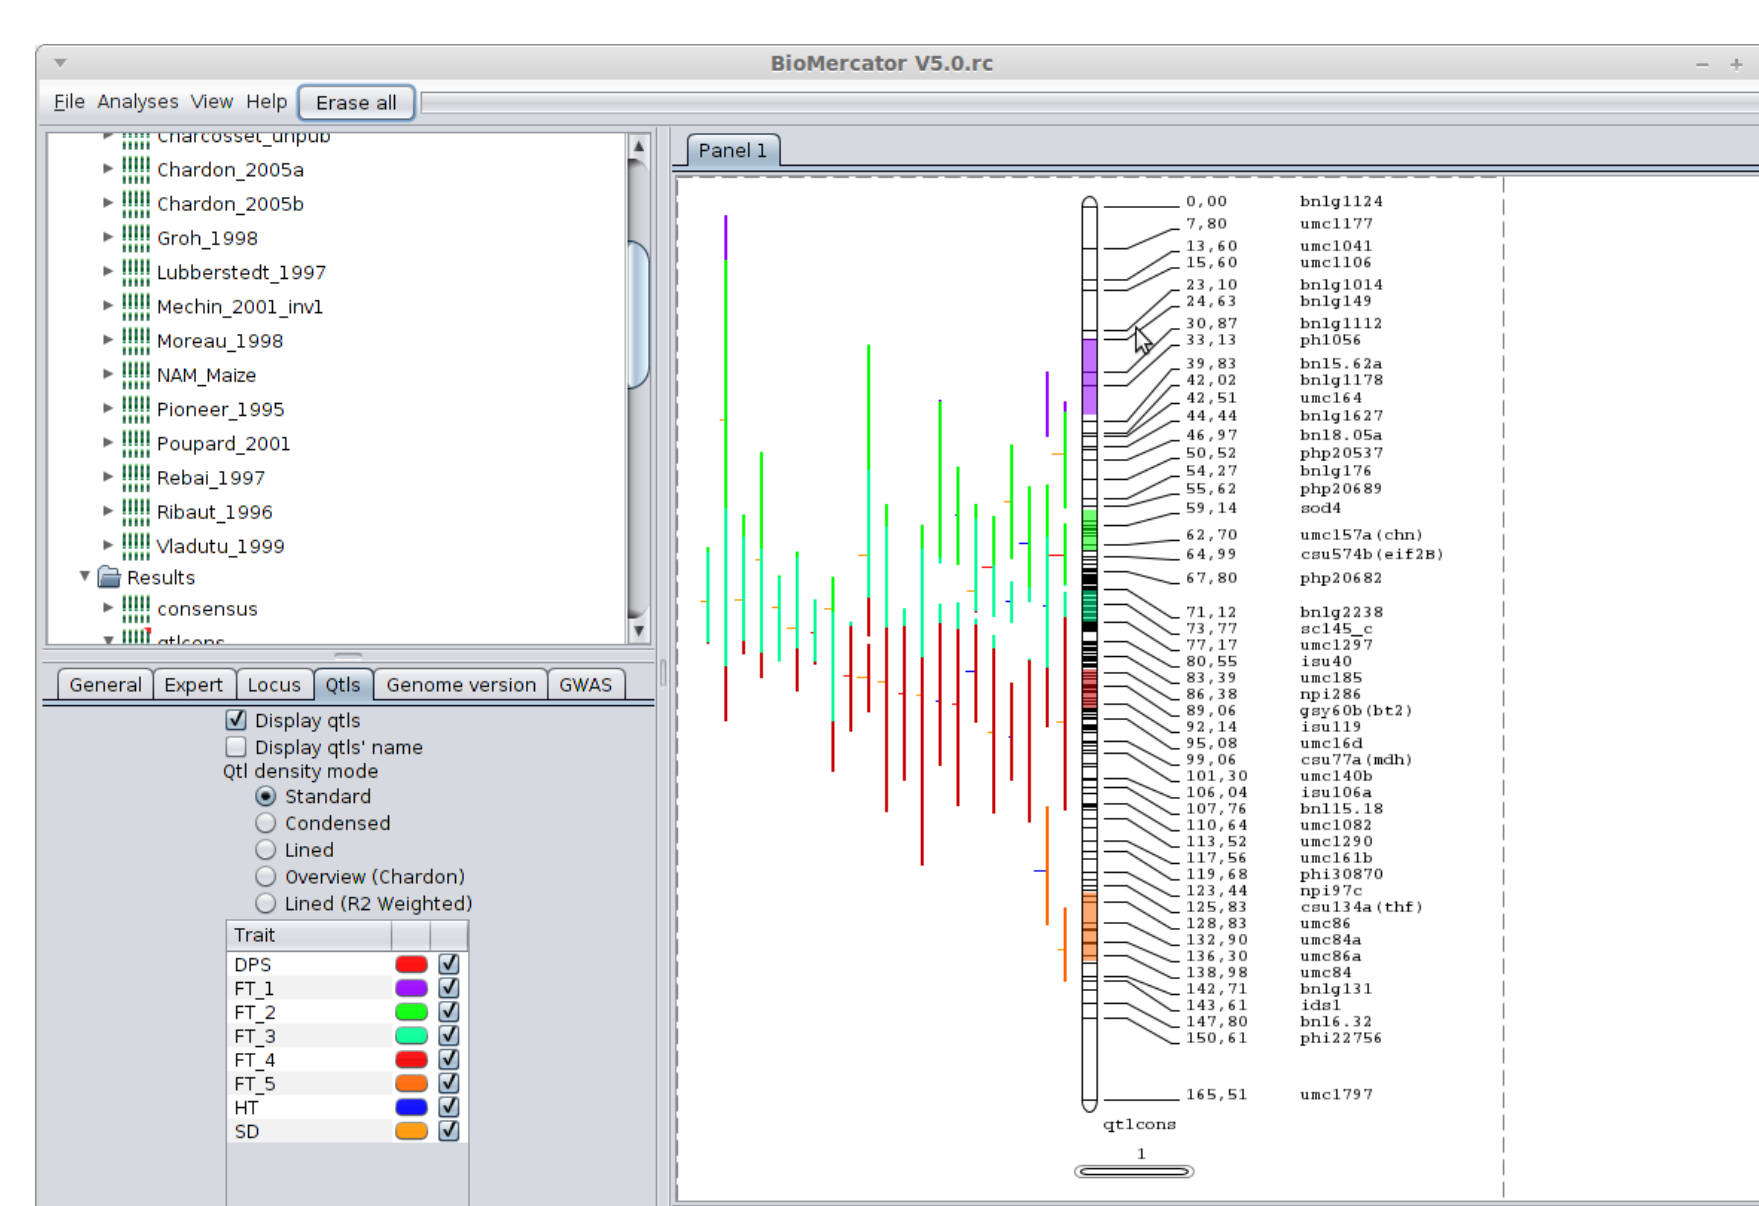 BioMercator V5.0.rc
File Analyses View Help Erase all
Charcosset_unpub
Chardon_2005a
Chardon_2005b
Groh_1998
Lubberstedt_1997
Mechin_2001_inv1
Moreau_1998
NAM_Maize
Pioneer_1995
Poupard_2001
Rebai_1997
Ribaut_1996
Vladutu_1999
Results
consensus
qtlcons
General Expert Locus Qtls Genome version GWAS
Display qtls
Display qtls' name
Qtl density mode
Standard
Condensed
Lined
Overview (Chardon)
Lined (R2 Weighted)
Trait
DPS
FT_1
FT_2
FT_3
FT_4
FT_5
HT
SD
Panel 1
0,00 bnlg1124
7,80 umc1177
13,60 umc1041
15,60 umc1106
23,10 bnlg1014
24,63 bnlg149
30,87 bnlg1112
33,13 ph1056
39,83 bnl5.62a
42,02 bnlg1178
42,51 umc164
44,44 bnlg1627
46,97 bnl8.05a
50,52 php20537
54,27 bnlg176
55,62 php20689
59,14 sod4
62,70 umc157a(chn)
64,99 csu574b(eif2B)
67,80 php20682
71,12 bnlg2238
73,77 sc145_c
77,17 umc1297
80,55 isu40
83,39 umc185
86,38 npi286
89,06 gsy60b(bt2)
92,14 isu119
95,08 umc16d
99,06 csu77a(mdh)
101,30 umc140b
106,04 isu106a
107,76 bnl15.18
110,64 umc1082
113,52 umc1290
117,56 umc161b
119,68 phi30870
123,44 npi97c
125,83 csu134a(thf)
128,83 umc86
132,90 umc84a
136,30 umc86a
138,98 umc84
142,71 bnlg131
143,61 ids1
147,80 bnl6.32
150,61 phi22756
165,51 umc1797
qtlcons
1